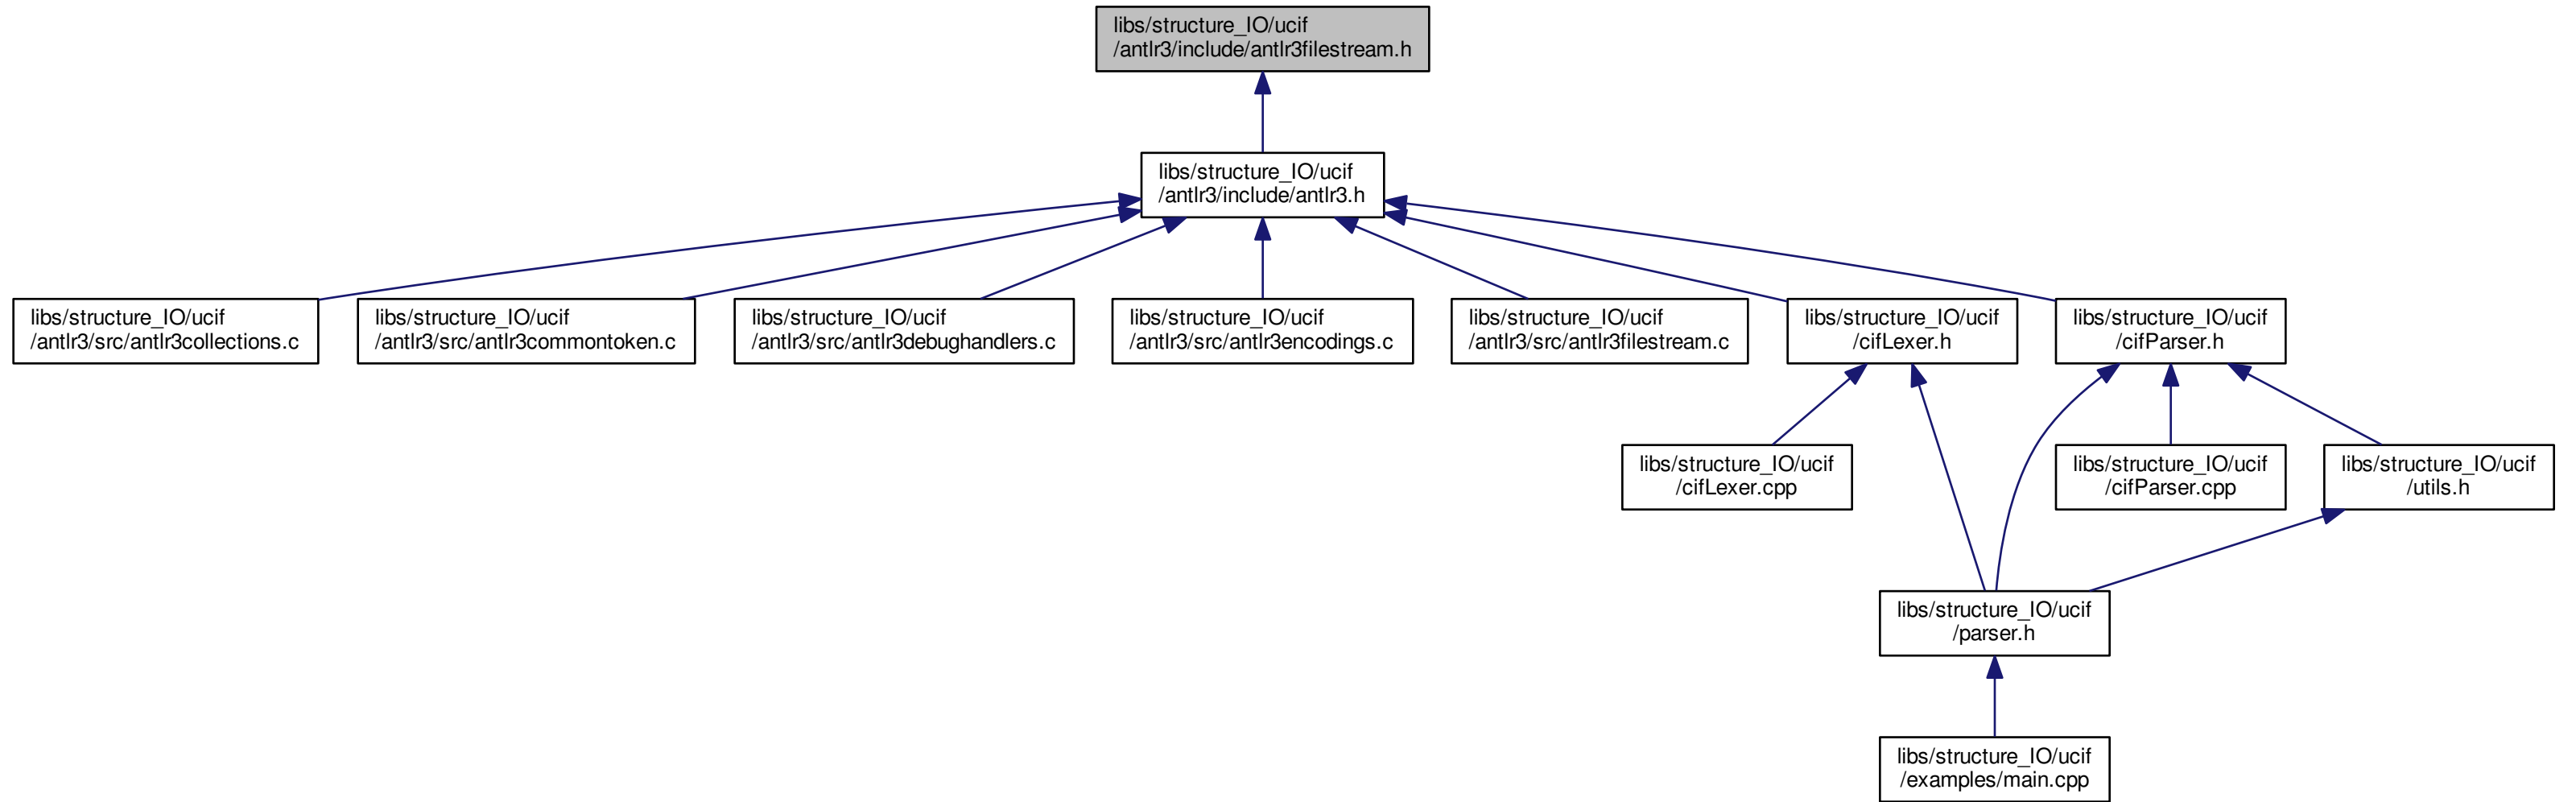 libs/structure_IO/ucif
/antlr3/include/antlr3filestream.h
libs/structure_IO/ucif
/antlr3/include/antlr3.h
libs/structure_IO/ucif
/antlr3/src/antlr3collections.c
libs/structure_IO/ucif
/antlr3/src/antlr3commontoken.c
libs/structure_IO/ucif
/antlr3/src/antlr3debughandlers.c
libs/structure_IO/ucif
/antlr3/src/antlr3encodings.c
libs/structure_IO/ucif
/antlr3/src/antlr3filestream.c
libs/structure_IO/ucif
/cifLexer.h
libs/structure_IO/ucif
/cifParser.h
libs/structure_IO/ucif
/cifLexer.cpp
libs/structure_IO/ucif
/cifParser.cpp
libs/structure_IO/ucif
/utils.h
libs/structure_IO/ucif
/parser.h
libs/structure_IO/ucif
/examples/main.cpp